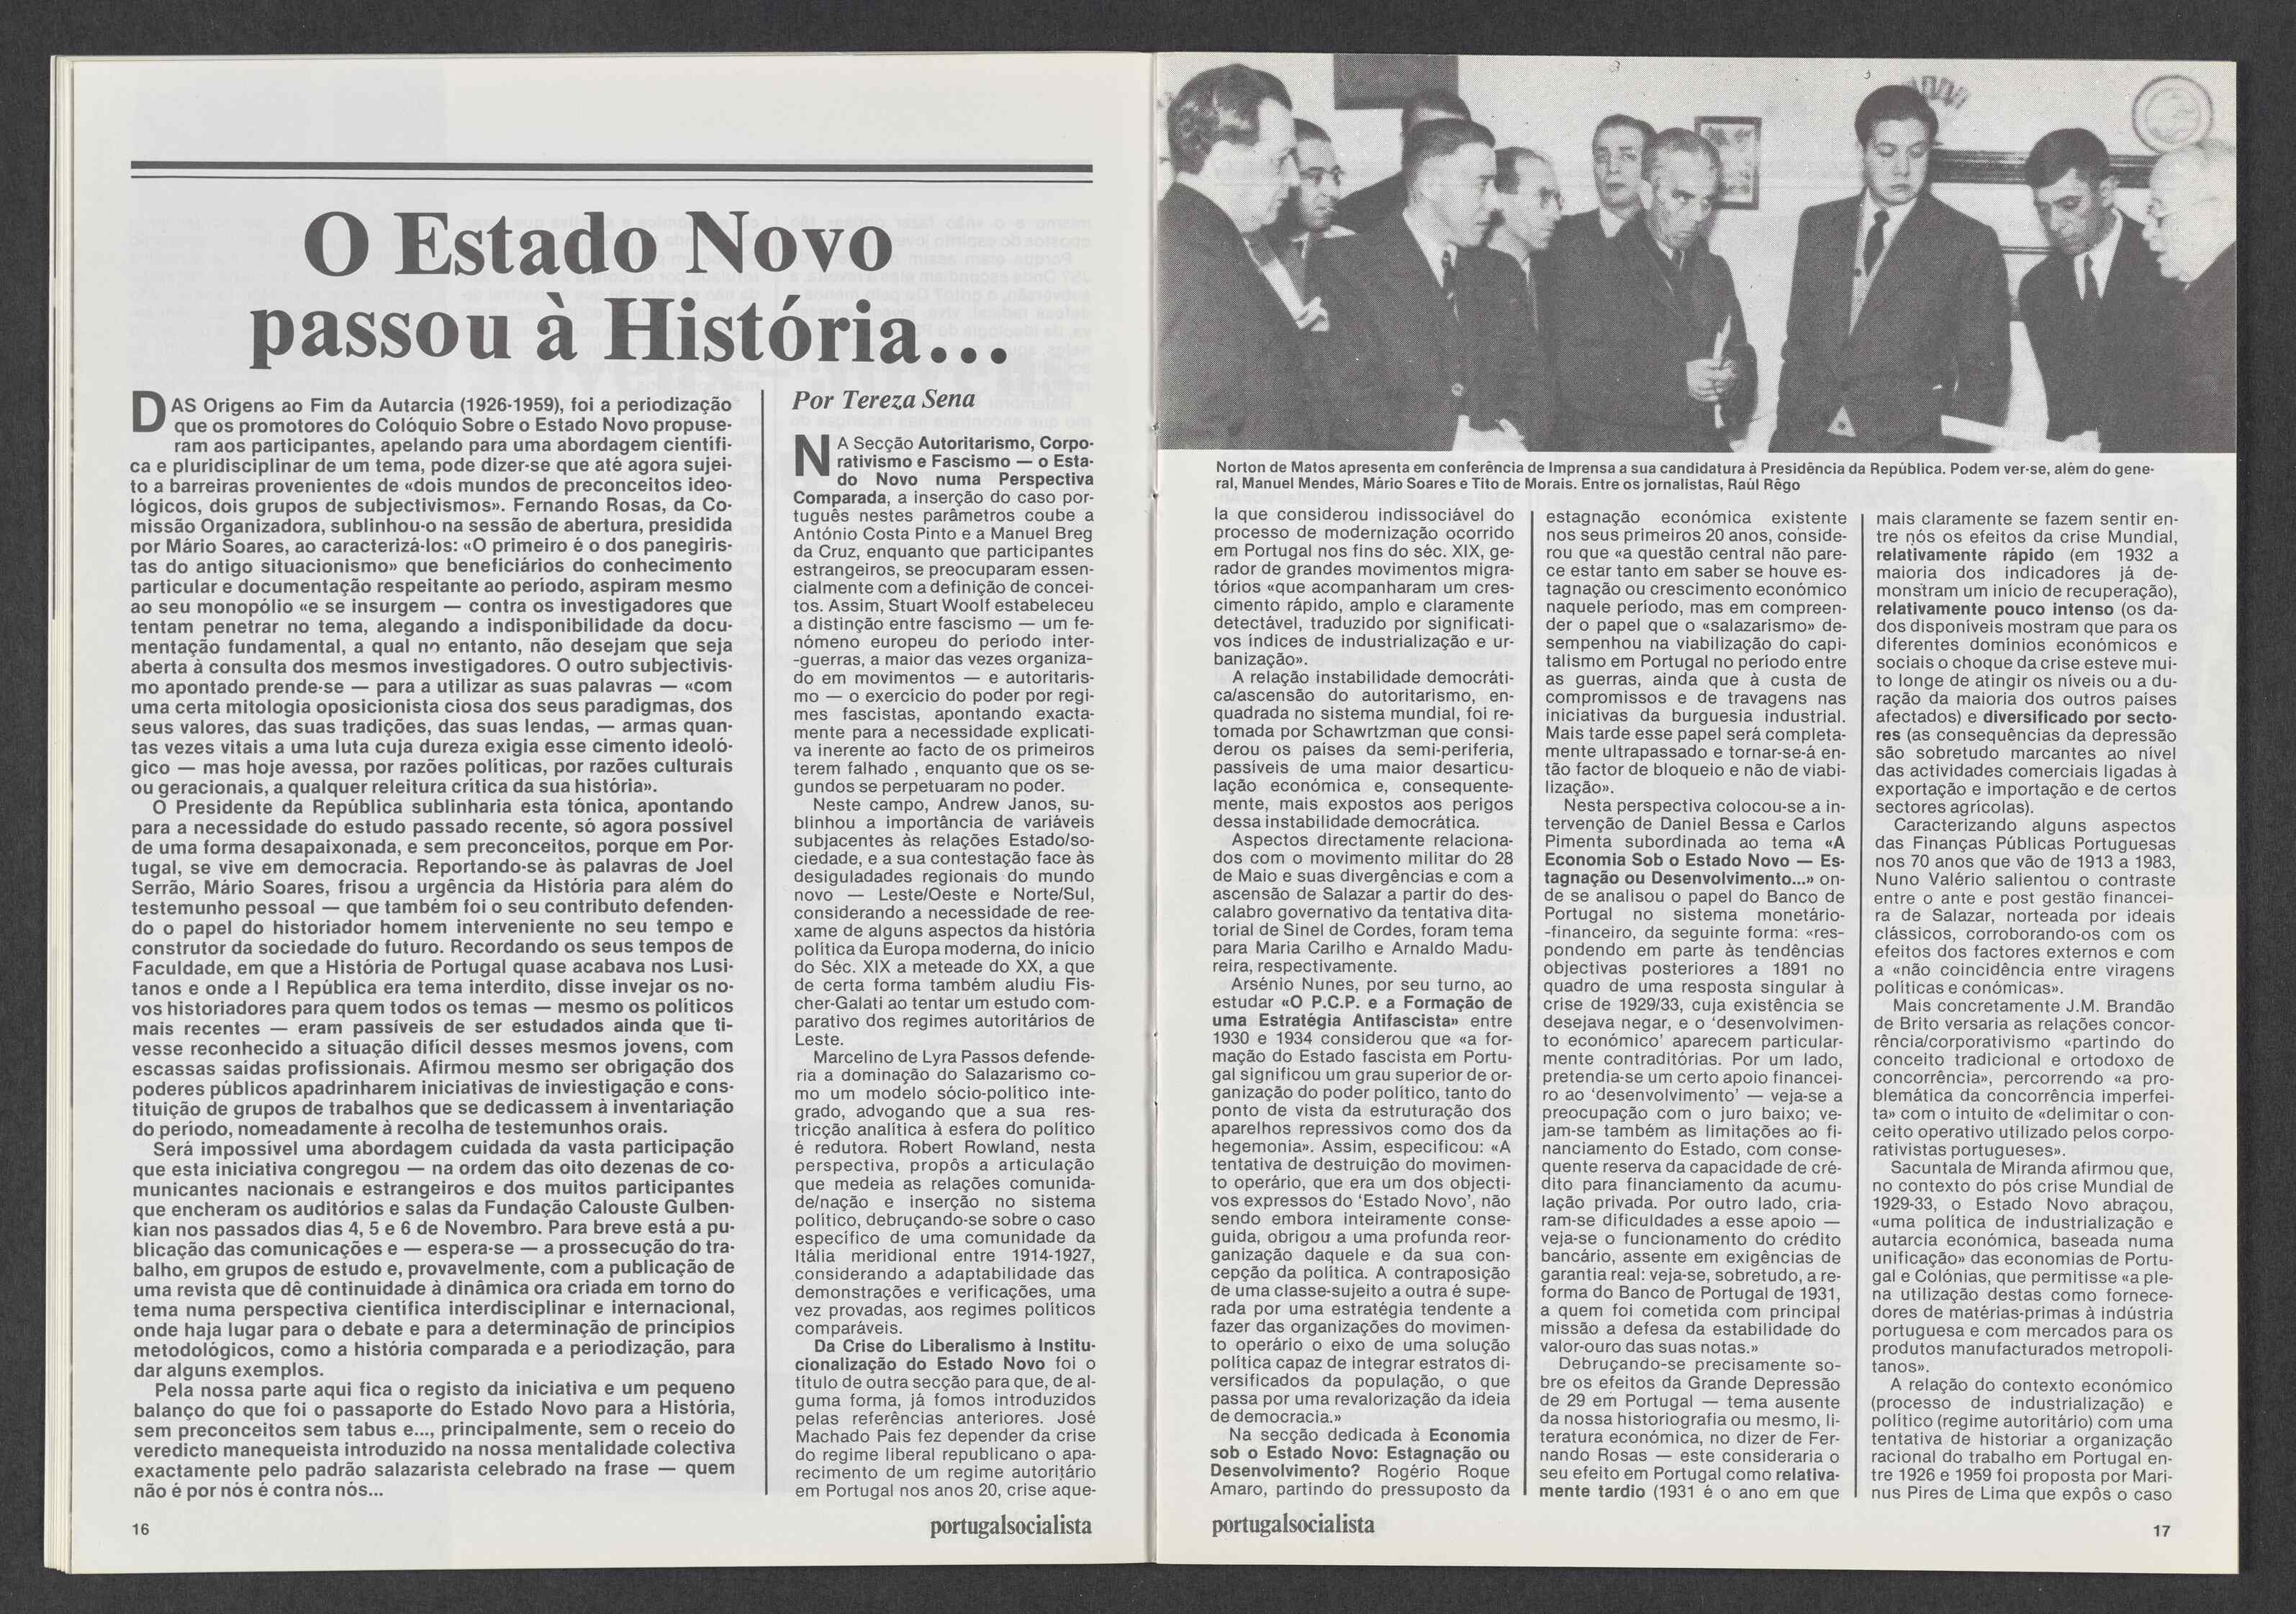 O Estado Novo
passou à História...
DAS Origens ao Fim da Autarcia (1926-1959), foi a periodização
que os promotores do Colóquio Sobre o Estado Novo propuse-
ram aos participantes, apelando para uma abordagem científi-
ca e pluridisciplinar de um tema, pode dizer-se que até agora sujei-
to a barreiras provenientes de «dois mundos de preconceitos ideo-
lógicos, dois grupos de subjectivismos». Fernando Rosas, da Co-
missão Organizadora, sublinhou-o na sessão de abertura, presidida
por Mário Soares, ao caracterizá-los: «O primeiro é o dos panegiris-
tas do antigo situacionismo» que beneficiários do conhecimento
particular e documentação respeitante ao período, aspiram mesmo
ao seu monopólio «e se insurgem — contra os investigadores que
tentam penetrar no tema, alegando a indisponibilidade da docu-
mentação fundamental, a qual no entanto, não desejam que seja
aberta à consulta dos mesmos investigadores. O outro subjectivis-
mo apontado prende-se — para a utilizar as suas palavras — «com
uma certa mitologia oposicionista ciosa dos seus paradigmas, dos
seus valores, das suas tradições, das suas lendas, — armas quan-
tas vezes vitais a uma luta cuja dureza exigia esse cimento ideoló-
gico — mas hoje avessa, por razões políticas, por razões culturais
ou geracionais, a qualquer releitura crítica da sua história».
O Presidente da República sublinharia esta tónica, apontando
para a necessidade do estudo passado recente, só agora possível
de uma forma desapaixonada, e sem preconceitos, porque em Por-
tugal, se vive em democracia. Reportando-se às palavras de Joel
Serrão, Mário Soares, frisou a urgência da História para além do
testemunho pessoal — que também foi o seu contributo defenden-
do o papel do historiador homem interveniente no seu tempo e
construtor da sociedade do futuro. Recordando os seus tempos de
Faculdade, em que a História de Portugal quase acabava nos Lusi-
tanos e onde a I República era tema interdito, disse invejar os no-
vos historiadores para quem todos os temas — mesmo os políticos
mais recentes — eram passíveis de ser estudados ainda que ti-
vesse reconhecido a situação difícil desses mesmos jovens, com
escassas saídas profissionais. Afirmou mesmo ser obrigação dos
poderes públicos apadrinharem iniciativas de inviestigação e cons-
tituição de grupos de trabalhos que se dedicassem à inventariação
do período, nomeadamente à recolha de testemunhos orais.
Será impossível uma abordagem cuidada da vasta participação
que esta iniciativa congregou — na ordem das oito dezenas de co-
municantes nacionais e estrangeiros e dos muitos participantes
que encheram os auditórios e salas da Fundação Calouste Gulben-
kian nos passados dias 4, 5 e 6 de Novembro. Para breve está a pu-
blicação das comunicações e — espera-se — a prossecução do tra-
balho, em grupos de estudo e, provavelmente, com a publicação de
uma revista que dê continuidade à dinâmica ora criada em torno do
tema numa perspectiva científica interdisciplinar e internacional,
onde haja lugar para o debate e para a determinação de princípios
metodológicos, como a história comparada e a periodização, para
dar alguns exemplos.
Pela nossa parte aqui fica o registo da iniciativa e um pequeno
balanço do que foi o passaporte do Estado Novo para a História,
sem preconceitos sem tabus e..., principalmente, sem o receio do
veredicto manequeista introduzido na nossa mentalidade colectiva
exactamente pelo padrão salazarista celebrado na frase — quem
não é por nós é contra nós...
Por Tereza Sena
NA Secção Autoritarismo, Corpo-
rativismo e Fascismo — o Esta-
do Novo numa Perspectiva
Comparada, a inserção do caso por-
tuguês nestes parâmetros coube a
António Costa Pinto e a Manuel Breg
da Cruz, enquanto que participantes
estrangeiros, se preocuparam essen-
cialmente com a definição de concei-
tos. Assim, Stuart Woolf estabeleceu
a distinção entre fascismo — um fe-
nómeno europeu do período inter-
-guerras, a maior das vezes organiza-
do em movimentos — e autoritaris-
mo — o exercício do poder por regi-
mes fascistas, apontando exacta-
mente para a necessidade explicati-
va inerente ao facto de os primeiros
terem falhado , enquanto que os se-
gundos se perpetuaram no poder.
Neste campo, Andrew Janos, su-
blinhou a importância de variáveis
subjacentes às relações Estado/so-
ciedade, e a sua contestação face às
desiguladades regionais do mundo
novo — Leste/Oeste e Norte/Sul,
considerando a necessidade de ree-
xame de alguns aspectos da história
política da Europa moderna, do início
do Séc. XIX a meteade do XX, a que
de certa forma também aludiu Fis-
cher-Galati ao tentar um estudo com-
parativo dos regimes autoritários de
Leste.
Marcelino de Lyra Passos defende-
ria a dominação do Salazarismo co-
mo um modelo sócio-político inte-
grado, advogando que a sua res-
tricção analítica à esfera do político
é redutora. Robert Rowland, nesta
perspectiva, propôs a articulação
que medeia as relações comunida-
de/nação e inserção no sistema
político, debruçando-se sobre o caso
específico de uma comunidade da
Itália meridional entre 1914-1927,
considerando a adaptabilidade das
demonstrações e verificações, uma
vez provadas, aos regimes políticos
comparáveis.
Da Crise do Liberalismo à Institu-
cionalização do Estado Novo foi o
título de outra secção para que, de al-
guma forma, já fomos introduzidos
pelas referências anteriores. José
Machado Pais fez depender da crise
do regime liberal republicano o apa-
recimento de um regime autoritário
em Portugal nos anos 20, crise aque-
16
portugalsocialista
Norton de Matos apresenta em conferência de Imprensa a sua candidatura à Presidência da República. Podem ver-se, além do gene-
ral, Manuel Mendes, Mário Soares e Tito de Morais. Entre os jornalistas, Raúl Rêgo
la que considerou indissociável do
processo de modernização ocorrido
em Portugal nos fins do séc. XIX, ge-
rador de grandes movimentos migra-
tórios «que acompanharam um cres-
cimento rápido, amplo e claramente
detectável, traduzido por significati-
vos índices de industrialização e ur-
banização».
A relação instabilidade democráti-
ca/ascensão do autoritarismo, en-
quadrada no sistema mundial, foi re-
tomada por Schawrtzman que consi-
derou os países da semi-periferia,
passíveis de uma maior desarticu-
lação económica e, consequente-
mente, mais expostos aos perigos
dessa instabilidade democrática.
Aspectos directamente relaciona-
dos com o movimento militar do 28
de Maio e suas divergências e com a
ascensão de Salazar a partir do des-
calabro governativo da tentativa dita-
torial de Sinel de Cordes, foram tema
para Maria Carilho e Arnaldo Madu-
reira, respectivamente.
Arsénio Nunes, por seu turno, ao
estudar «O P.C.P. e a Formação de
uma Estratégia Antifascista» entre
1930 e 1934 considerou que «a for-
mação do Estado fascista em Portu-
gal significou um grau superior de or-
ganização do poder político, tanto do
ponto de vista da estruturação dos
aparelhos repressivos como dos da
hegemonia». Assim, especificou: «A
tentativa de destruição do movimen-
to operário, que era um dos objecti-
vos expressos do ‘Estado Novo’, não
sendo embora inteiramente conse-
guida, obrigou a uma profunda reor-
ganização daquele e da sua con-
cepção da política. A contraposição
de uma classe-sujeito a outra é supe-
rada por uma estratégia tendente a
fazer das organizações do movimen-
to operário o eixo de uma solução
política capaz de integrar estratos di-
versificados da população, o que
passa por uma revalorização da ideia
de democracia.»
Na secção dedicada à Economia
sob o Estado Novo: Estagnação ou
Desenvolvimento? Rogério Roque
Amaro, partindo do pressuposto da
estagnação económica existente
nos seus primeiros 20 anos, conside-
rou que «a questão central não pare-
ce estar tanto em saber se houve es-
tagnação ou crescimento económico
naquele período, mas em compreen-
der o papel que o «salazarismo» de-
sempenhou na viabilização do capi-
talismo em Portugal no período entre
as guerras, ainda que à custa de
compromissos e de travagens nas
iniciativas da burguesia industrial.
Mais tarde esse papel será completa-
mente ultrapassado e tornar-se-á en-
tão factor de bloqueio e não de viabi-
lização».
Nesta perspectiva colocou-se a in-
tervenção de Daniel Bessa e Carlos
Pimenta subordinada ao tema «A
Economia Sob o Estado Novo — Es-
tagnação ou Desenvolvimento...» on-
de se analisou o papel do Banco de
Portugal no sistema monetário-
-financeiro, da seguinte forma: «res-
pondendo em parte às tendências
objectivas posteriores a 1891 no
quadro de uma resposta singular à
crise de 1929/33, cuja existência se
desejava negar, e o ‘desenvolvimen-
to económico’ aparecem particular-
mente contraditórias. Por um lado,
pretendia-se um certo apoio financei-
ro ao ‘desenvolvimento’ — veja-se a
preocupação com o juro baixo; ve-
jam-se também as limitações ao fi-
nanciamento do Estado, com conse-
quente reserva da capacidade de cré-
dito para financiamento da acumu-
lação privada. Por outro lado, cria-
ram-se dificuldades a esse apoio —
veja-se o funcionamento do crédito
bancário, assente em exigências de
garantia real: veja-se, sobretudo, a re-
forma do Banco de Portugal de 1931,
a quem foi cometida com principal
missão a defesa da estabilidade do
valor-ouro das suas notas.»
Debruçando-se precisamente so-
bre os efeitos da Grande Depressão
de 29 em Portugal — tema ausente
da nossa historiografia ou mesmo, li-
teratura económica, no dizer de Fer-
nando Rosas — este consideraria o
seu efeito em Portugal como relativa-
mente tardio (1931 é o ano em que
mais claramente se fazem sentir en-
tre nós os efeitos da crise Mundial,
relativamente rápido (em 1932 a
maioria dos indicadores já de-
monstram um início de recuperação),
relativamente pouco intenso (os da-
dos disponíveis mostram que para os
diferentes domínios económicos e
sociais o choque da crise esteve mui-
to longe de atingir os níveis ou a du-
ração da maioria dos outros países
afectados) e diversificado por secto-
res (as consequências da depressão
são sobretudo marcantes ao nível
das actividades comerciais ligadas à
exportação e importação e de certos
sectores agrícolas).
Caracterizando alguns aspectos
das Finanças Públicas Portuguesas
nos 70 anos que vão de 1913 a 1983,
Nuno Valério salientou o contraste
entre o ante e post gestão financei-
ra de Salazar, norteada por ideais
clássicos, corroborando-os com os
efeitos dos factores externos e com
a «não coincidência entre viragens
políticas e conómicas».
Mais concretamente J.M. Brandão
de Brito versaria as relações concor-
rência/corporativismo «partindo do
conceito tradicional e ortodoxo de
concorrência», percorrendo «a pro-
blemática da concorrência imperfei-
ta» com o intuito de «delimitar o con-
ceito operativo utilizado pelos corpo-
rativistas portugueses».
Sacuntala de Miranda afirmou que,
no contexto do pós crise Mundial de
1929-33, o Estado Novo abraçou,
«uma política de industrialização e
autarcia económica, baseada numa
unificação» das economias de Portu-
gal e Colónias, que permitisse «a ple-
na utilização destas como fornece-
dores de matérias-primas à indústria
portuguesa e com mercados para os
produtos manufacturados metropoli-
tanos».
A relação do contexto económico
(processo de industrialização) e
político (regime autoritário) com uma
tentativa de historiar a organização
racional do trabalho em Portugal en-
tre 1926 e 1959 foi proposta por Mari-
nus Pires de Lima que expôs o caso
portugalsocialista
17